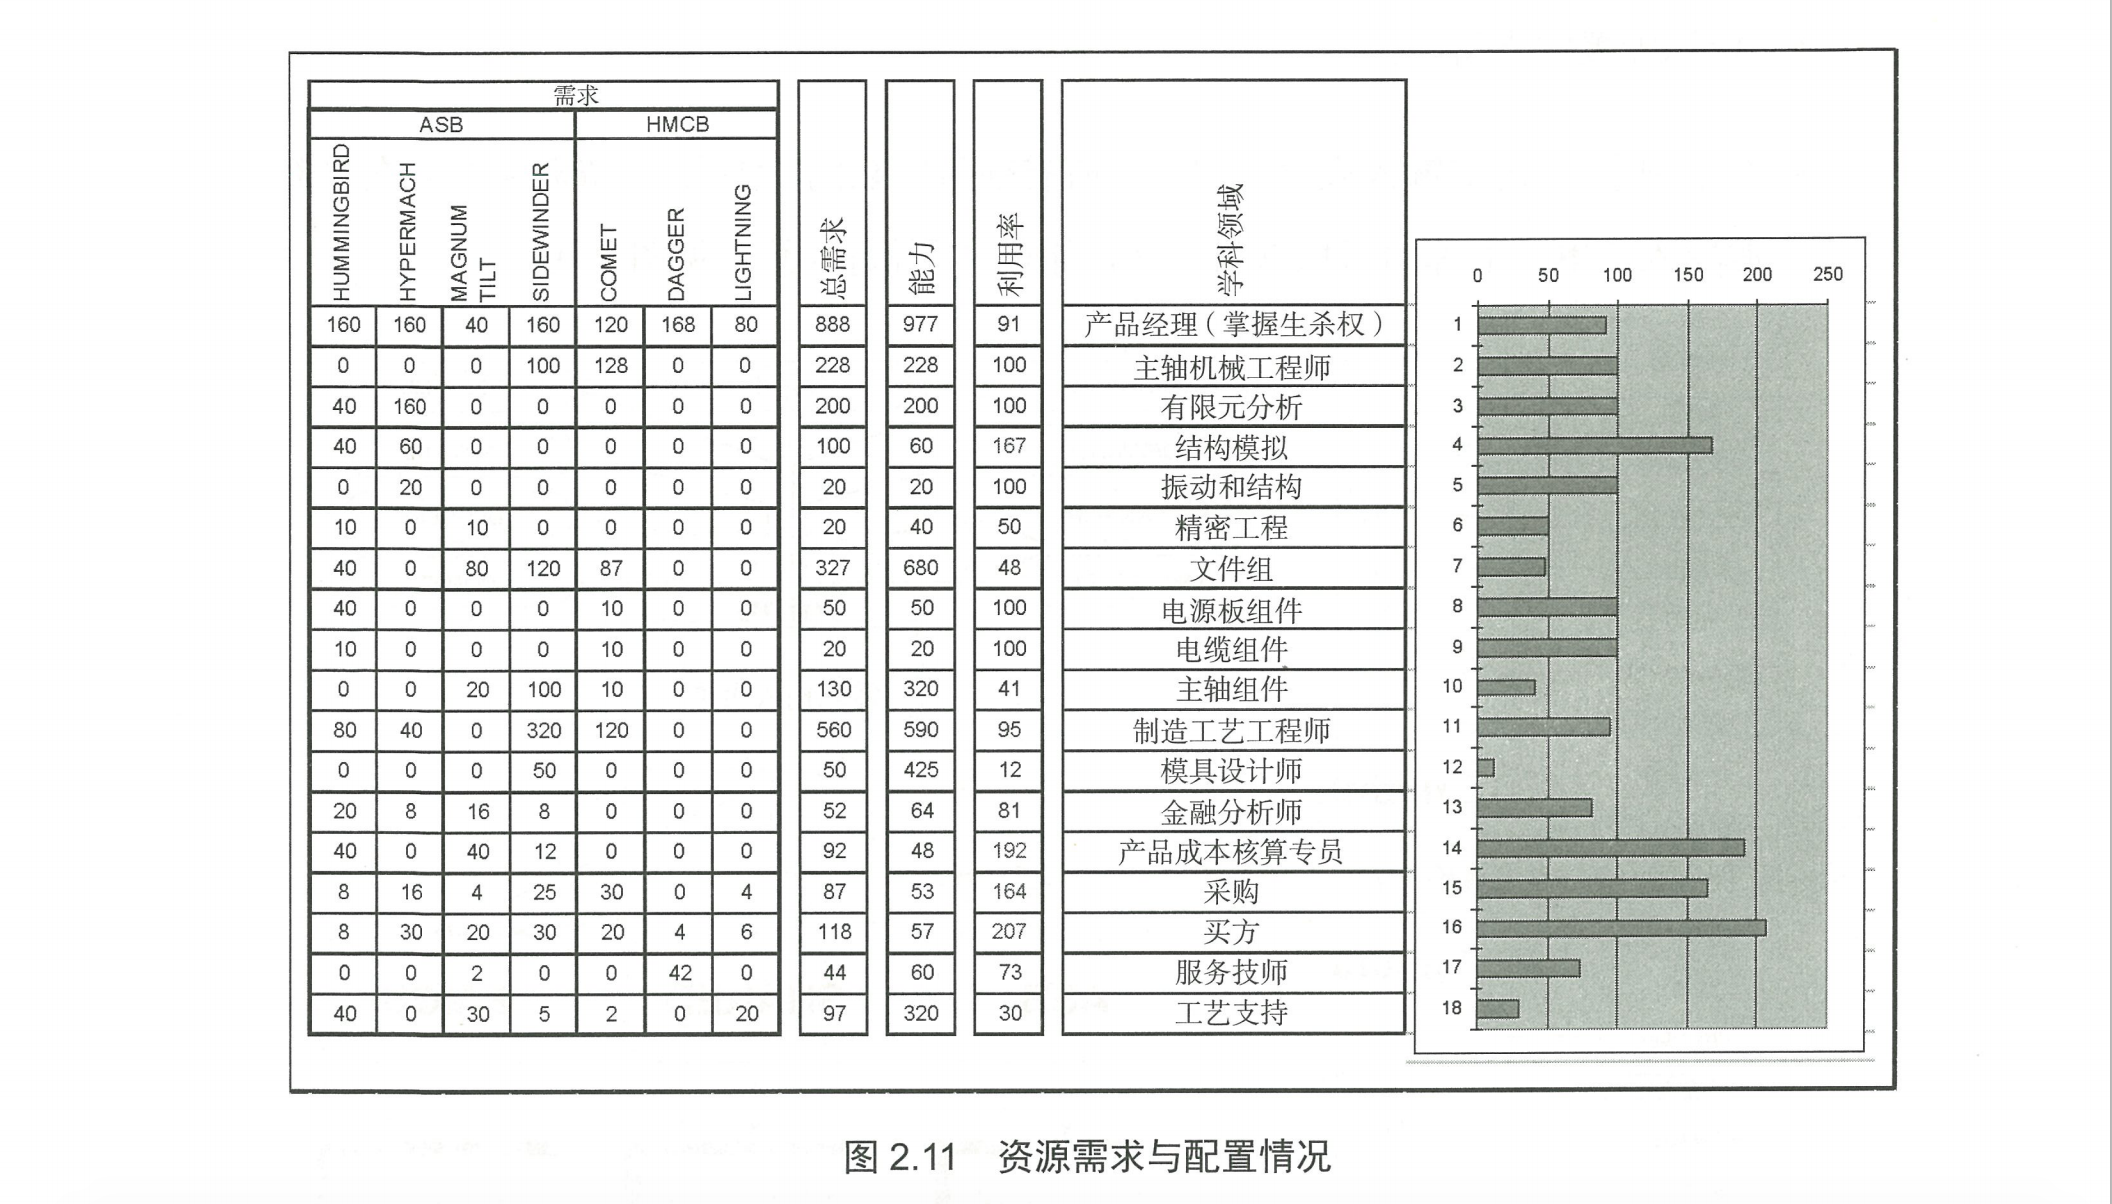 需求
ASB HMCB
HUMMINGBIRD HYPERMACH MAGNUM TILT SIDEWINDER COMET DAGGER LIGHTNING 总需求 能力 利用率 学科领域
0 50 100 150 200 250
160 160 40 160 120 168 80 888 977 91 产品经理(掌握生杀权) 1
0 0 0 100 128 0 0 228 228 100 主轴机械工程师 2
40 160 0 0 0 0 0 200 200 100 有限元分析 3
40 60 0 0 0 0 0 100 60 167 结构模拟 4
0 20 0 0 0 0 0 20 20 100 振动和结构 5
10 0 10 0 0 0 0 20 40 50 精密工程 6
40 0 80 120 87 0 0 327 680 48 文件组 7
40 0 0 0 10 0 0 50 50 100 电源板组件 8
10 0 0 0 10 0 0 20 20 100 电缆组件 9
0 0 20 100 10 0 0 130 320 41 主轴组件 10
80 40 0 320 120 0 0 560 590 95 制造工艺工程师 11
0 0 0 50 0 0 0 50 425 12 模具设计师 12
20 8 16 8 0 0 0 52 64 81 金融分析师 13
40 0 40 12 0 0 0 92 48 192 产品成本核算专员 14
8 16 4 25 30 0 4 87 53 164 采购 15
8 30 20 30 20 4 6 118 57 207 买方 16
0 0 2 0 0 42 0 44 60 73 服务技师 17
40 0 30 5 2 0 20 97 320 30 工艺支持 18
图 2.11 资源需求与配置情况